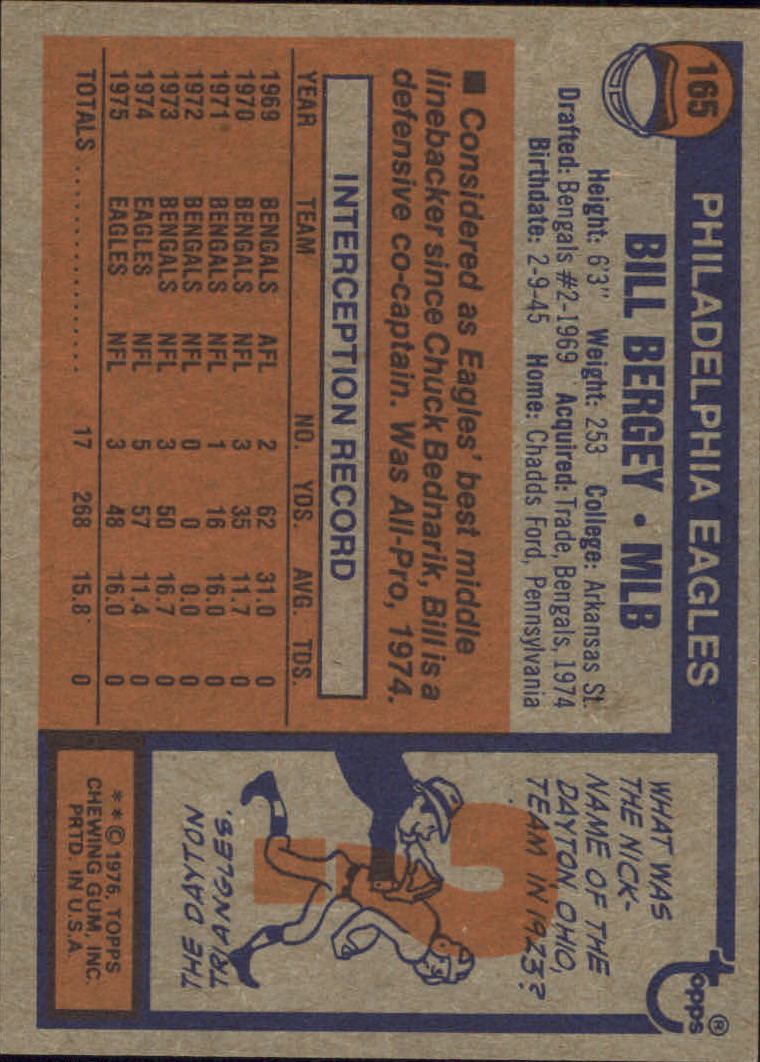 165
PHILADELPHIA EAGLES
BILL BERGEY • MLB
Height: 6'3" Weight: 253 College: Arkansas St.
Drafted: Bengals #2-1969 Acquired: Trade, Bengals, 1974
Birthdate: 2-9-45 Home: Chadds Ford, Pennsylvania
■ Considered as Eagles' best middle
linebacker since Chuck Bednarik, Bill is a
defensive co-captain. Was All-Pro, 1974.
INTERCEPTION RECORD
YEAR TEAM NO. YDS. AVG. TDS.
1969 BENGALS AFL 2 62 31.0 0
1970 BENGALS NFL 3 35 11.7 0
1971 BENGALS NFL 1 16 16.0 0
1972 BENGALS NFL 0 0 0.0 0
1973 BENGALS NFL 3 50 16.7 0
1974 EAGLES NFL 5 57 11.4 0
1975 EAGLES NFL 3 48 16.0 0
TOTALS .............. 17 268 15.8 0
topps®
WHAT WAS
THE NICK-
NAME OF THE
DAYTON, OHIO,
TEAM IN 1923?
?
THE DAYTON
TRIANGLES.
**© 1976, TOPPS
CHEWING GUM, INC.
PRTD. IN U.S.A.